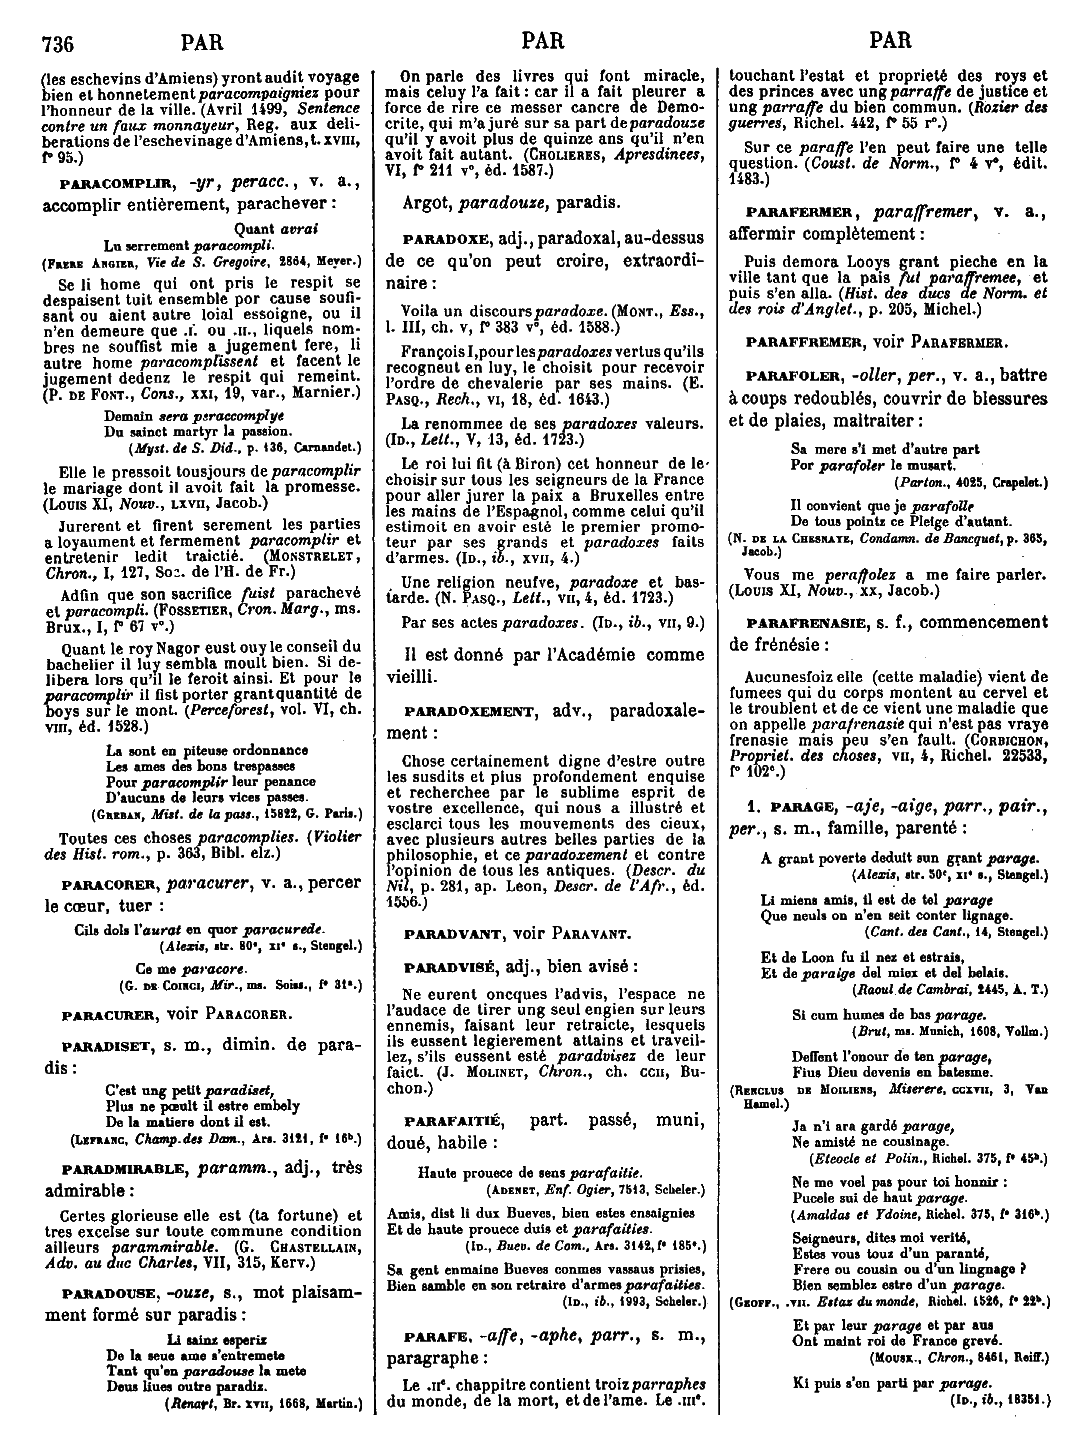 736 PAR PAR PAR
(les eschevins d'Amiens) yront audit voyage
bien et honnetement paracompaigniez pour
l'honneur de la ville. (Avril 1499, Sentence
contre un faux monnayeur, Reg. aux deli-
berations de l'eschevinage d'Amiens, t. XVIII,
f° 95.)
PARACOMPLIR, -yr, peracc., v. a.,
accomplir entièrement, parachever :
Quant avrai
Lu serrement paracompli.
(FRERE ANGIER, Vie de S. Gregoire, 2864, Meyer.)
Se li home qui ont pris le respit se
despaisent tuit ensemble por cause soufi-
sant ou aient autre loial essoigne, ou il
n'en demeure que .I. ou .II., liquels nom-
bres ne souffist mie a jugement fere, li
autre home paracomplissent et facent le
jugement dedenz le respit qui remeint.
(P. DE FONT., Cons., XXI, 19, var., Marnier.)
Demain sera paraccomplye
Du sainct martyr la passion.
(Myst. de S. Did., p. 136, Carnandet.)
Elle le pressoit tousjours de paracomplir
le mariage dont il avoit fait la promesse.
(LOUIS XI, Nouv., LXVII, Jacob.)
Jurerent et firent serement les parties
a loyaument et fermement paracomplir et
entretenir ledit traictié. (MONSTRELET,
Chron., I, 127, Soc. de l'H. de Fr.)
Adfin que son sacrifice fuist parachevé
et paracompli. (FOSSETIER, Cron. Marg., ms.
Brux., I, f° 67 v°.)
Quant le roy Nagor eust ouy le conseil du
bachelier il luy sembla moult bien. Si de-
libera lors qu'il le feroit ainsi. Et pour le
paracomplir il fist porter grant quantité de
boys sur le mont. (Perceforest, vol. VI, ch.
VIII, éd. 1528.)
La sont en piteuse ordonnance
Les ames des bons trespasses
Pour paracomplir leur penance
D'aucuns de leurs vices passes.
(GREBAN, Mist. de la pass., 15822, G. Paris.)
Toutes ces choses paracomplies. (Violier
des Hist. rom., p. 363, Bibl. elz.)
PARACORER, paracurer, v. a., percer
le cœur, tuer :
Cils dols l'aurat en quor paracurede.
(Alexis, str. 80ᵉ, XIᵉ s., Stengel.)
Ce me paracore.
(G. DE COINCI, Mir., ms. Soiss., f° 31ᵃ.)
PARACURER, voir PARACORER.
PARADISET, s. m., dimin. de para-
dis :
C'est ung petit paradiset,
Plus ne pœult il estre embely
De la matiere dont il est.
(LEFRANC, Champ. des Dam., Ars. 3121, f° 16ᵇ.)
PARADMIRABLE, paramm., adj., très
admirable :
Certes glorieuse elle est (ta fortune) et
tres excelse sur toute commune condition
ailleurs parammirable. (G. CHASTELLAIN,
Adv. au duc Charles, VII, 315, Kerv.)
PARADOUSE, -ouze, s., mot plaisam-
ment formé sur paradis :
Li sainz esperiz
De la seue ame s'entremete
Tant qu'en paradouse la mete
Deus liues outre paradiz.
(Renart, Br. XVII, 1668, Martin.)
On parle des livres qui font miracle,
mais celuy l'a fait : car il a fait pleurer a
force de rire ce messer cancre de Demo-
crite, qui m'a juré sur sa part de paradouze
qu'il y avoit plus de quinze ans qu'il n'en
avoit fait autant. (CHOLIERES, Apresdinees,
VI, f° 211 v°, éd. 1587.)
Argot, paradouze, paradis.
PARADOXE, adj., paradoxal, au-dessus
de ce qu'on peut croire, extraordi-
naire :
Voila un discours paradoxe. (MONT., Ess.,
l. III, ch. V, f° 383 v°, éd. 1588.)
François I, pour les paradoxes vertus qu'ils
recogneut en luy, le choisit pour recevoir
l'ordre de chevalerie par ses mains. (E.
PASQ., Rech., VI, 18, éd. 1643.)
La renommee de ses paradoxes valeurs.
(ID., Lett., V, 13, éd. 1723.)
Le roi lui fit (à Biron) cet honneur de le
choisir sur tous les seigneurs de la France
pour aller jurer la paix a Bruxelles entre
les mains de l'Espagnol, comme celui qu'il
estimoit en avoir esté le premier promo-
teur par ses grands et paradoxes faits
d'armes. (ID., ib., XVII, 4.)
Une religion neufve, paradoxe et bas-
tarde. (N. PASQ., Lett., VII, 4, éd. 1723.)
Par ses actes paradoxes. (ID., ib., VII, 9.)
Il est donné par l'Académie comme
vieilli.
PARADOXEMENT, adv., paradoxale-
ment :
Chose certainement digne d'estre outre
les susdits et plus profondement enquise
et recherchee par le sublime esprit de
vostre excellence, qui nous a illustré et
esclarci tous les mouvements des cieux,
avec plusieurs autres belles parties de la
philosophie, et ce paradoxement et contre
l'opinion de tous les antiques. (Descr. du
Nil, p. 281, ap. Leon, Descr. de l'Afr., éd.
1556.)
PARADVANT, voir PARAVANT.
PARADVISÉ, adj., bien avisé :
Ne eurent oncques l'advis, l'espace ne
l'audace de tirer ung seul engien sur leurs
ennemis, faisant leur retraicte, lesquels
ils eussent legierement attains et traveil-
lez, s'ils eussent esté paradvisez de leur
faict. (J. MOLINET, Chron., ch. CCII, Bu-
chon.)
PARAFAITIÉ, part. passé, muni,
doué, habile :
Haute prouece de sens parafaitie.
(ADENET, Enf. Ogier, 7513, Scheler.)
Amis, dist li dux Bueves, bien estes ensaignies
Et de haute prouece duis et parafaities.
(ID., Buev. de Com., Ars. 3142, f° 185ᵃ.)
Sa gent enmaine Bueves conmes vassaus prisies,
Bien samble en son retraire d'armes parafaities.
(ID., ib., 1993, Scheler.)
PARAFE, -affe, -aphe, parr., s. m.,
paragraphe :
Le .IIᵉ. chappitre contient troiz parraphes
du monde, de la mort, et de l'ame. Le .IIIᵉ.
touchant l'estat et proprieté des roys et
des princes avec ung parraffe de justice et
ung parraffe du bien commun. (Rozier des
guerres, Richel. 442, f° 55 r°.)
Sur ce paraffe l'en peut faire une telle
question. (Coust. de Norm., f° 4 v°, édit.
1483.)
PARAFERMER, paraffremer, v. a.,
affermir complètement :
Puis demora Looys grant pieche en la
ville tant que la pais fut paraffremee, et
puis s'en alla. (Hist. des ducs de Norm. et
des rois d'Anglet., p. 205, Michel.)
PARAFFREMER, voir PARAFERMER.
PARAFOLER, -oller, per., v. a., battre
à coups redoublés, couvrir de blessures
et de plaies, maltraiter :
Sa mere s'i met d'autre part
Por parafoler le musart.
(Parton., 4025, Crapelet.)
Il convient que je parafolle
De tous pointz ce Pleige d'autant.
(N. DE LA CHESNAYE, Condamn. de Bancquet, p. 365,
Jacob.)
Vous me peraffolez a me faire parler.
(LOUIS XI, Nouv., XX, Jacob.)
PARAFRENASIE, s. f., commencement
de frénésie :
Aucunesfoiz elle (cette maladie) vient de
fumees qui du corps montent au cervel et
le troublent et de ce vient une maladie que
on appelle parafrenasie qui n'est pas vraye
frenasie mais peu s'en fault. (CORBICHON,
Propriet. des choses, VII, 4, Richel. 22533,
f° 102ᶜ.)
1. PARAGE, -aje, -aige, parr., pair.,
per., s. m., famille, parenté :
A grant poverte deduit sun grant parage.
(Alexis, str. 50ᵉ, XIᵉ s., Stengel.)
Li miens amis, il est de tel parage
Que neuls on n'en seit conter lignage.
(Cant. des Cant., 14, Stengel.)
Et de Loon fu il nez et estrais,
Et de paraige del miex et del belais.
(Raoul de Cambrai, 2445, A. T.)
Si cum humes de bas parage.
(Brut, ms. Munich, 1608, Vollm.)
Deffent l'onour de ten parage,
Fius Dieu devenis en batesme.
(RENCLUS DE MOILIENS, Miserere, CCXVII, 3, Van
Hamel.)
Ja n'i ara gardé parage,
Ne amisté ne cousinage.
(Eteocle et Polin., Richel. 375, f° 45ᵇ.)
Ne me voel pas pour toi honnir :
Pucele sui de haut parage.
(Amaldas et Ydoine, Richel. 375, f° 316ᵇ.)
Seigneurs, dites moi verité,
Estes vous touz d'un paranté,
Frere ou cousin ou d'un lingnage ?
Bien semblez estre d'un parage.
(GEOFF., .VII. Estaz du monde, Richel. 1526, f° 22ᵇ.)
Et par leur parage et par aus
Ont maint roi de France grevé.
(MOUSK., Chron., 8461, Reiff.)
Ki puis s'en parti par parage.
(ID., ib., 18351.)